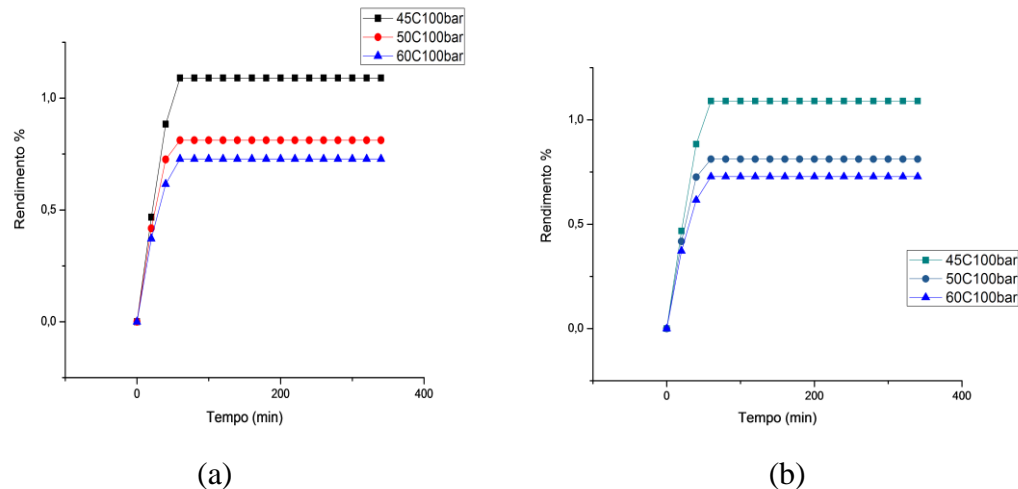 45C100bar
50C100bar
60C100bar
1,0
0,5
0,0
Rendimento %
0
200
400
Tempo (min)
(a)
1,0
0,5
0,0
Rendimento %
45C100bar
50C100bar
60C100bar
0
200
400
Tempo (min)
(b)